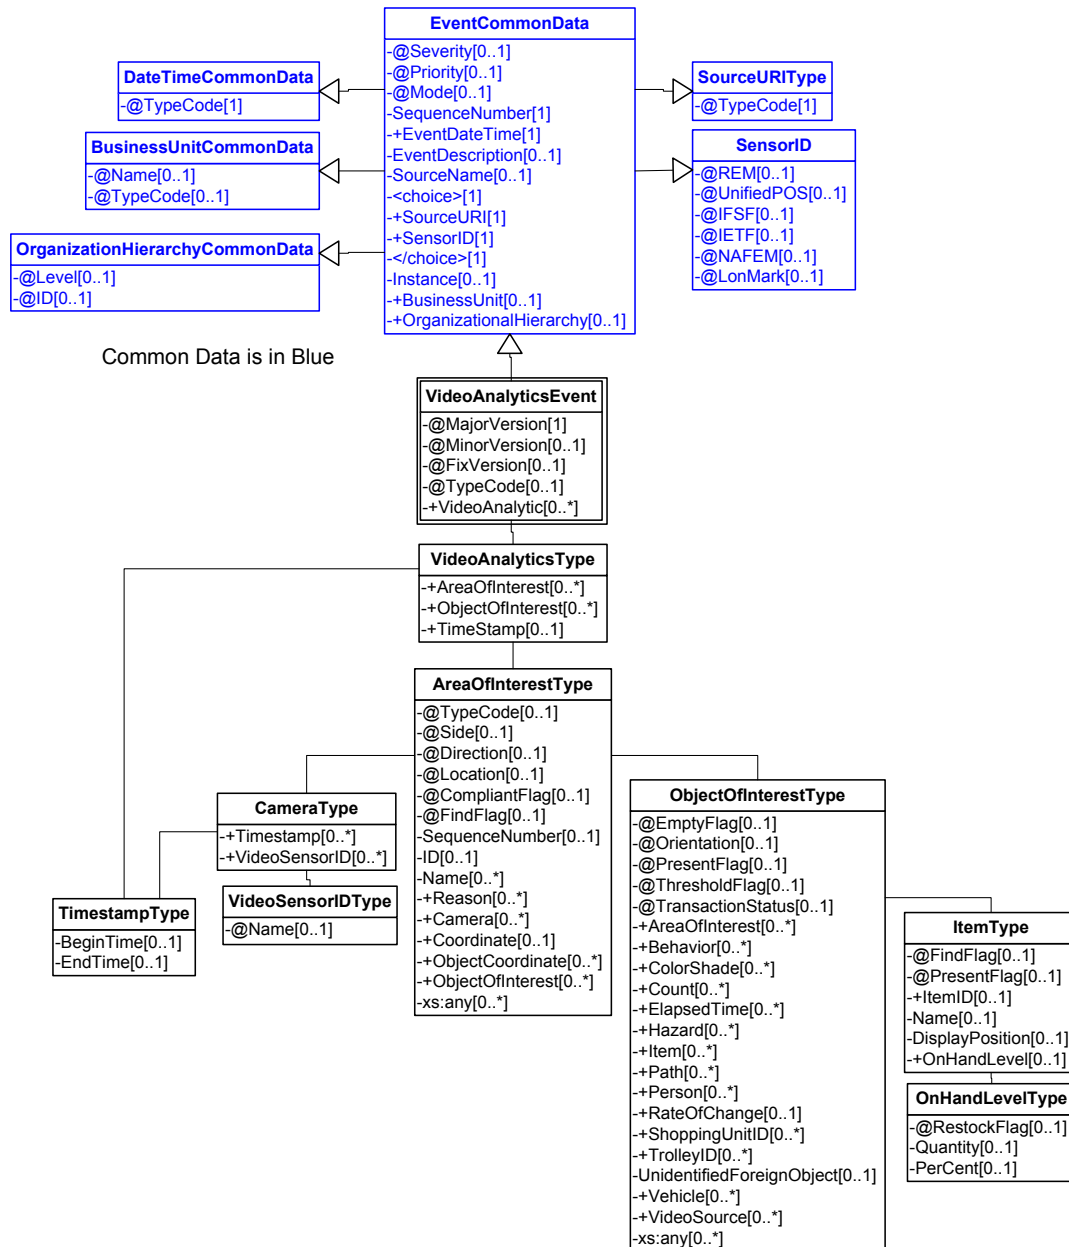 EventCommonData
-@Severity[0..1]
-@Priority[0..1]
-@Mode[0..1]
-SequenceNumber[1]
-+EventDateTime[1]
-EventDescription[0..1]
-SourceName[0..1]
-<choice>[1]
-+SourceURI[1]
-+SensorID[1]
-</choice>[1]
-Instance[0..1]
-+BusinessUnit[0..1]
-+OrganizationalHierarchy[0..1]
DateTimeCommonData
-@TypeCode[1]
BusinessUnitCommonData
-@Name[0..1]
-@TypeCode[0..1]
OrganizationHierarchyCommonData
-@Level[0..1]
-@ID[0..1]
SourceURIType
-@TypeCode[1]
SensorID
-@REM[0..1]
-@UnifiedPOS[0..1]
-@IFSF[0..1]
-@IETF[0..1]
-@NAFEM[0..1]
-@LonMark[0..1]
Common Data is in Blue
VideoAnalyticsEvent
-@MajorVersion[1]
-@MinorVersion[0..1]
-@FixVersion[0..1]
-@TypeCode[0..1]
-+VideoAnalytic[0..*]
VideoAnalyticsType
-+AreaOfInterest[0..*]
-+ObjectOfInterest[0..*]
-+TimeStamp[0..1]
AreaOfInterestType
-@TypeCode[0..1]
-@Side[0..1]
-@Direction[0..1]
-@Location[0..1]
-@CompliantFlag[0..1]
-@FindFlag[0..1]
-SequenceNumber[0..1]
-ID[0..1]
-Name[0..*]
-+Reason[0..*]
-+Camera[0..*]
-+Coordinate[0..1]
-+ObjectCoordinate[0..*]
-+ObjectOfInterest[0..*]
-xs:any[0..*]
CameraType
-+Timestamp[0..*]
-+VideoSensorID[0..*]
VideoSensorIDType
-@Name[0..1]
TimestampType
-BeginTime[0..1]
-EndTime[0..1]
ObjectOfInterestType
-@EmptyFlag[0..1]
-@Orientation[0..1]
-@PresentFlag[0..1]
-@ThresholdFlag[0..1]
-@TransactionStatus[0..1]
-+AreaOfInterest[0..*]
-+Behavior[0..*]
-+ColorShade[0..*]
-+Count[0..*]
-+ElapsedTime[0..*]
-+Hazard[0..*]
-+Item[0..*]
-+Path[0..*]
-+Person[0..*]
-+RateOfChange[0..1]
-+ShoppingUnitID[0..*]
-+TrolleyID[0..*]
-UnidentifiedForeignObject[0..1]
-+Vehicle[0..*]
-+VideoSource[0..*]
-xs:any[0..*]
ItemType
-@FindFlag[0..1]
-@PresentFlag[0..1]
-+ItemID[0..1]
-Name[0..1]
-DisplayPosition[0..1]
-+OnHandLevel[0..1]
OnHandLevelType
-@RestockFlag[0..1]
-Quantity[0..1]
-PerCent[0..1]